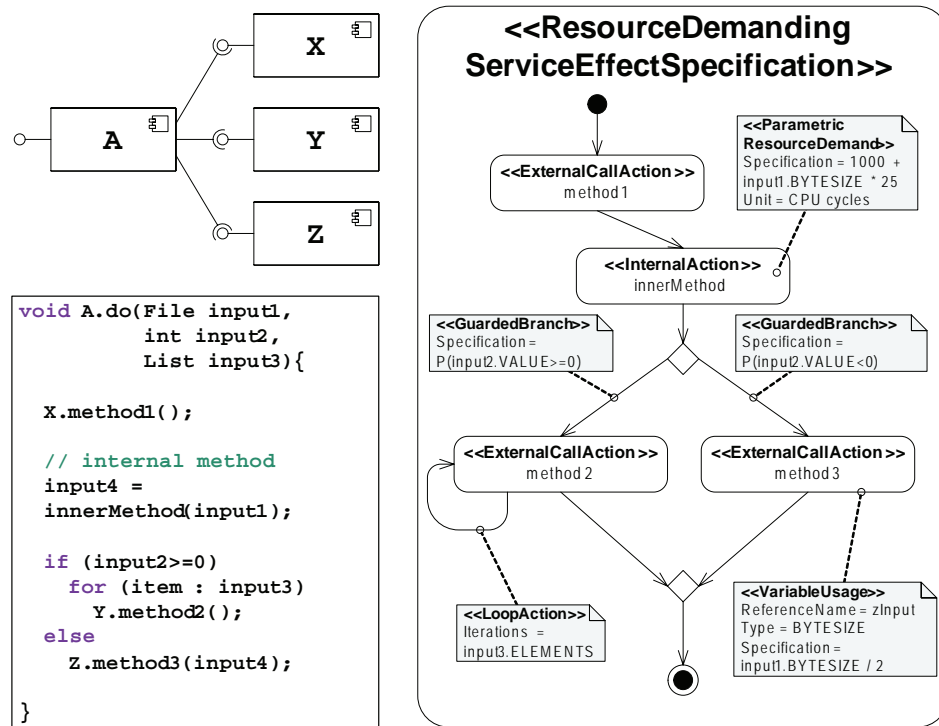 X
A
Y
Z
void A.do(File input1,
int input2,
List input3){
X.method1();
// internal method
input4 =
innerMethod(input1);
if (input2>=0)
for (item : input3)
Y.method2();
else
Z.method3(input4);
}
<<ResourceDemanding
ServiceEffectSpecification>>
<<Parametric
ResourceDemand>>
Specification = 1000 +
input1.BYTESIZE * 25
Unit = CPU cycles
<<ExternalCallAction>>
method1
<<InternalAction>>
innerMethod
<<GuardedBranch>>
Specification =
P(input2.VALUE>=0)
<<GuardedBranch>>
Specification =
P(input2.VALUE<0)
<<ExternalCallAction>>
method2
<<ExternalCallAction>>
method3
<<LoopAction>>
Iterations =
input3.ELEMENTS
<<VariableUsage>>
ReferenceName = zInput
Type = BYTESIZE
Specification =
input1.BYTESIZE / 2